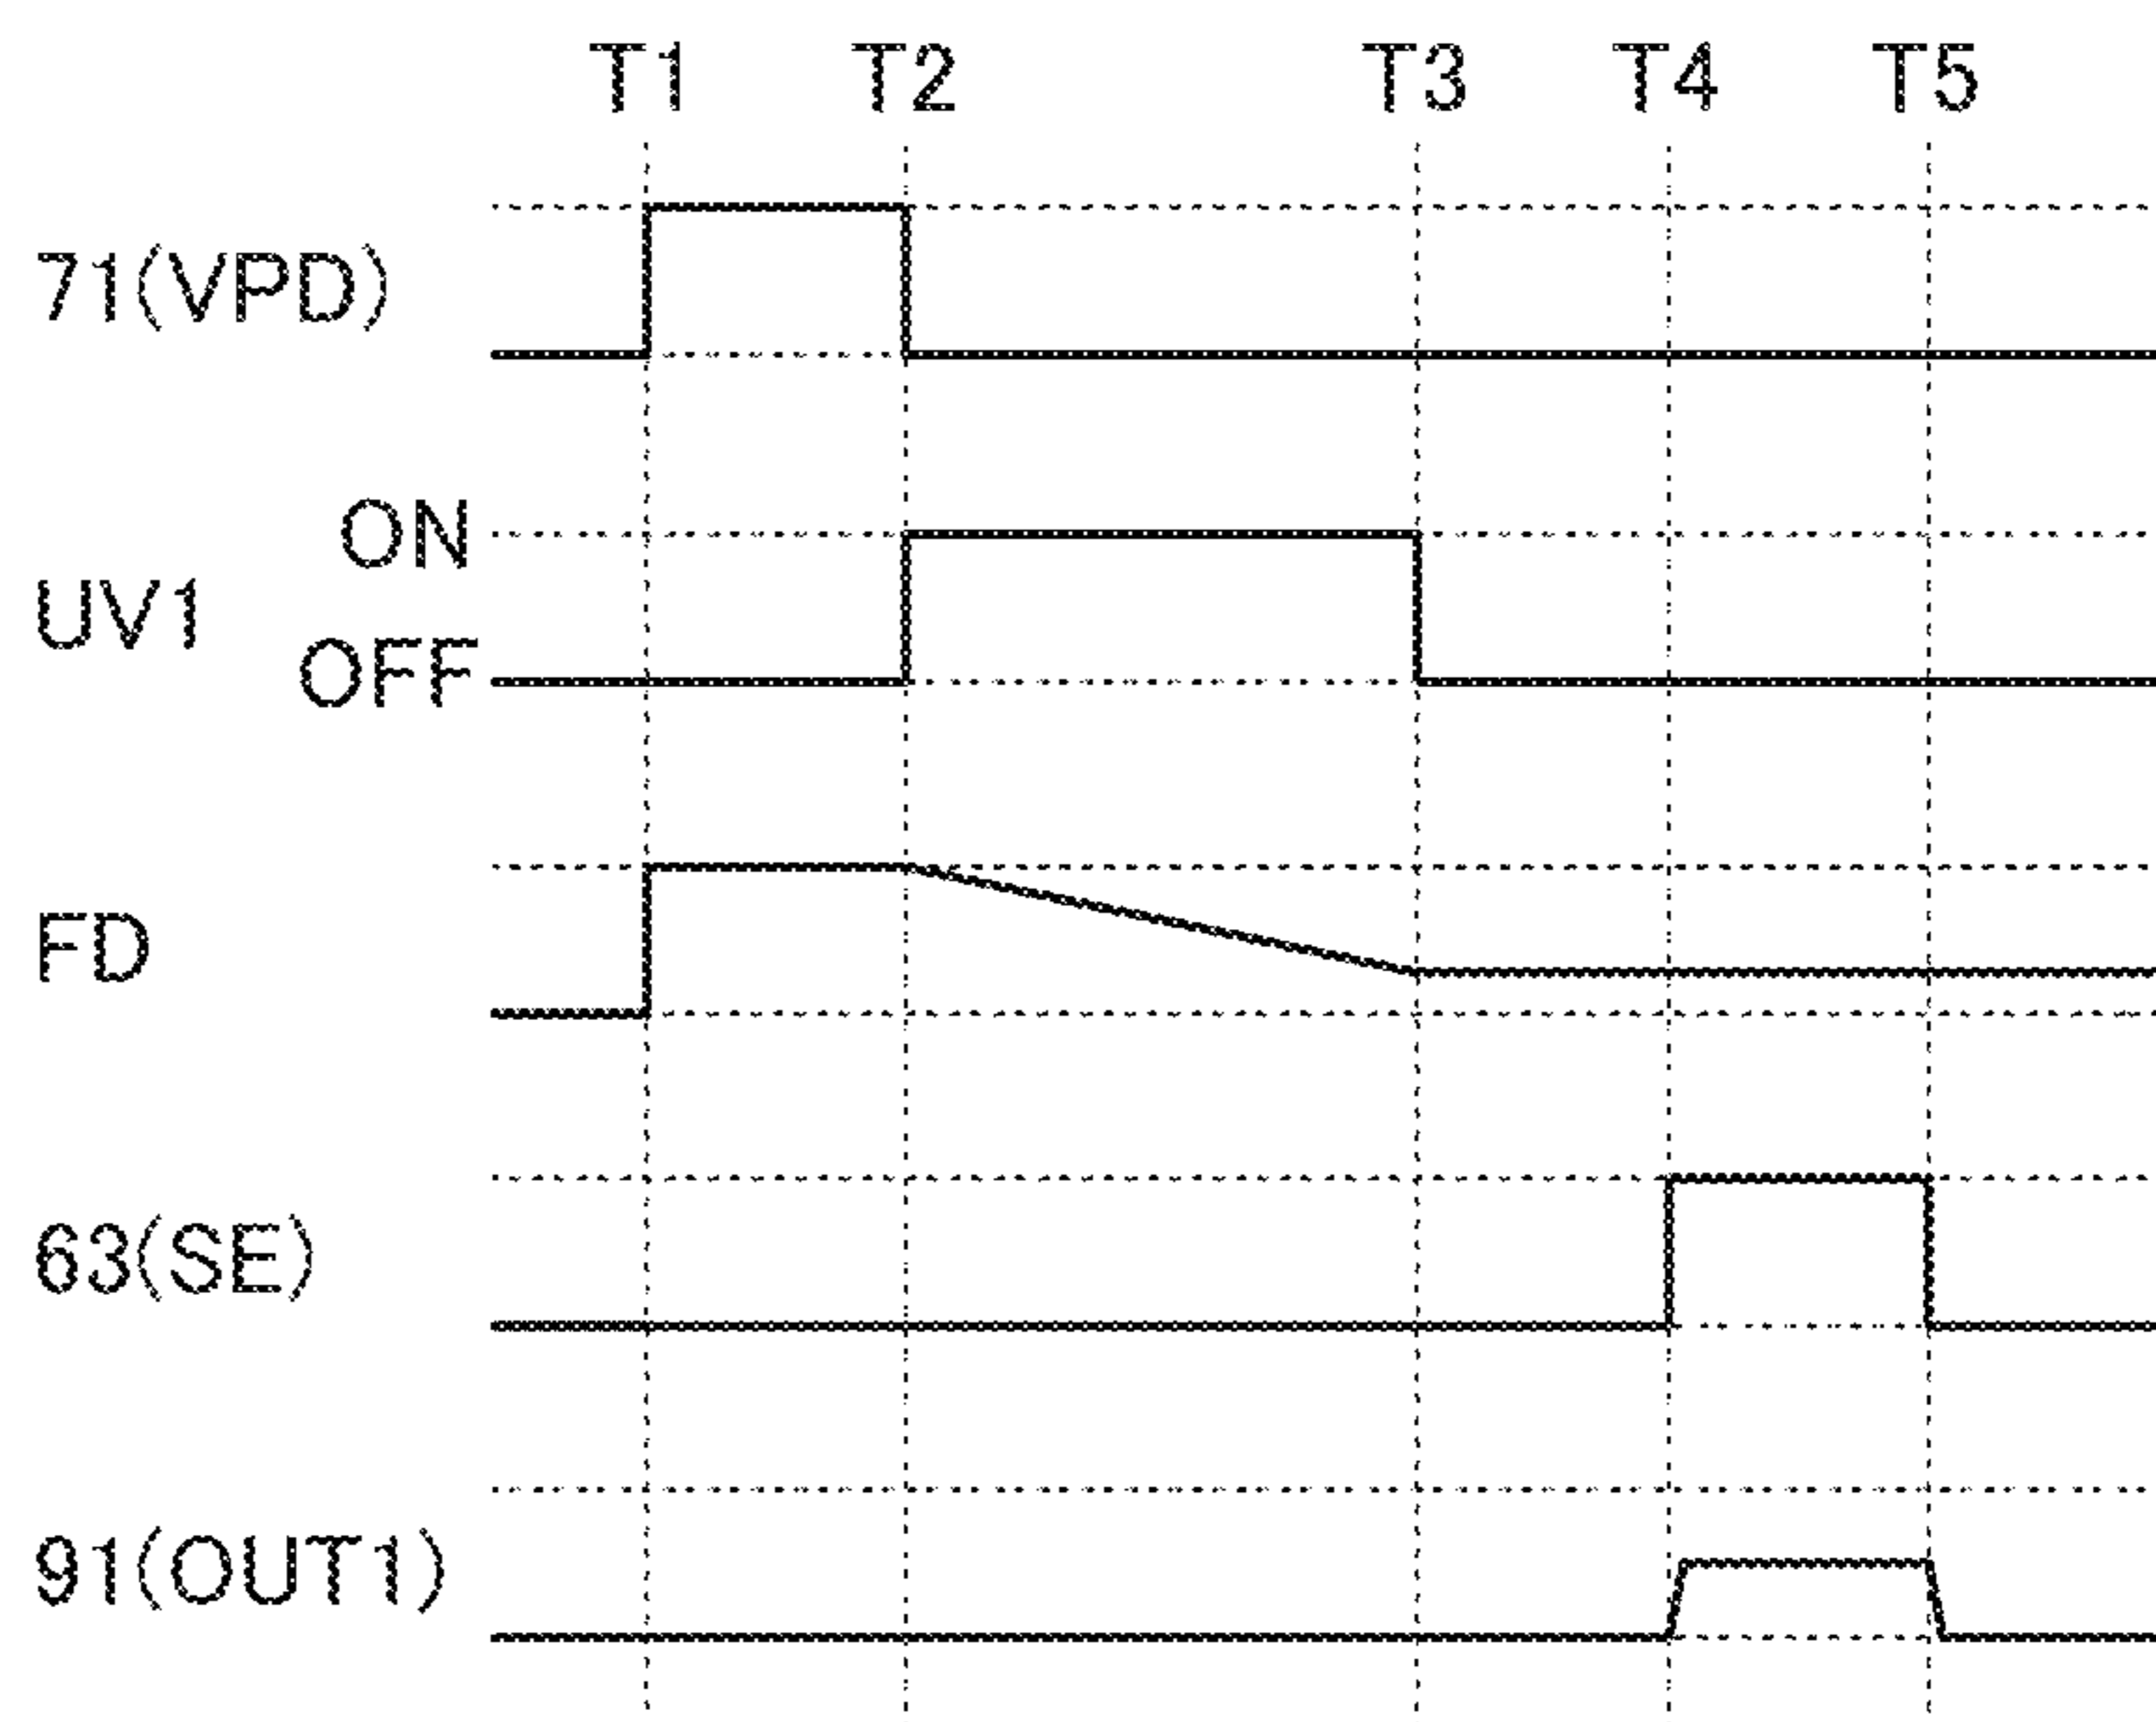 T1 T2 T3 T4 T5
71(VPD)
ON
UV1
OFF
FD
63(SE)
91(OUT1)